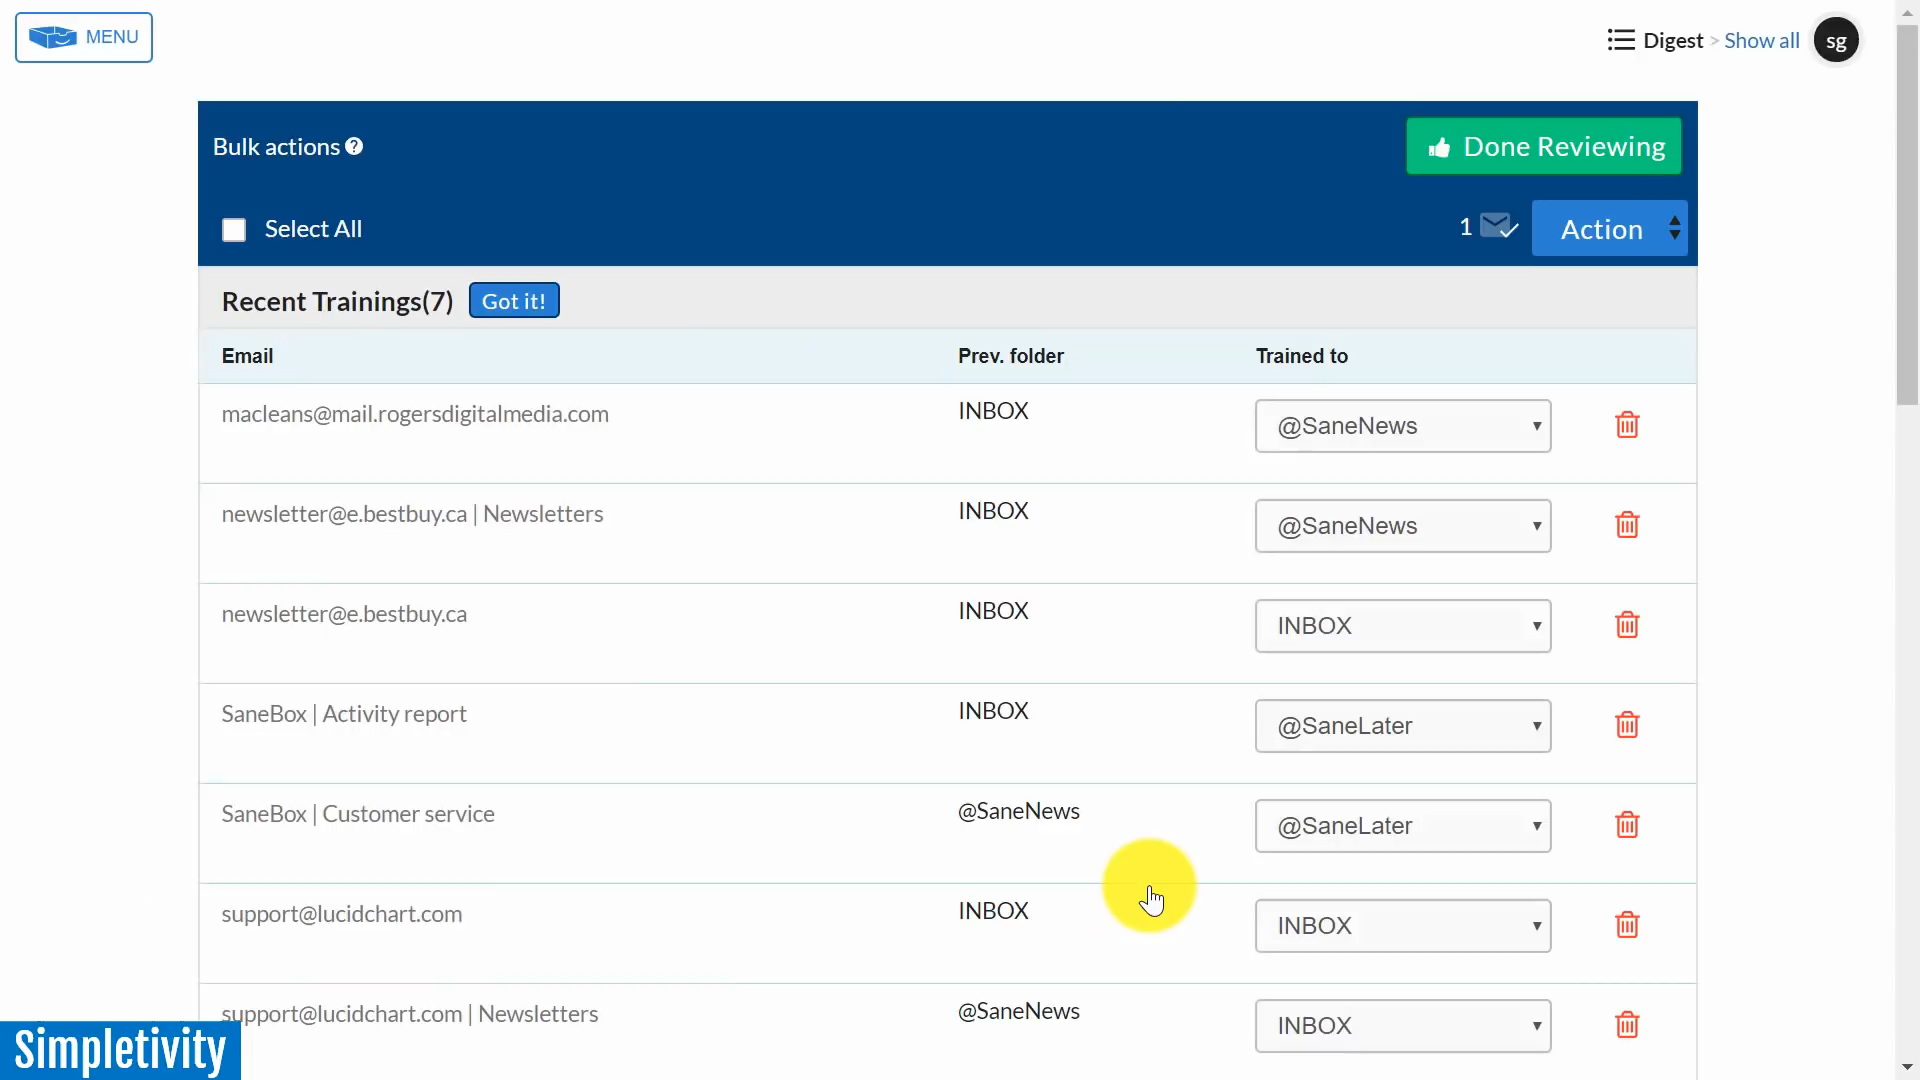 MENU
Digest > Show all
sg
Bulk actions ?
Done Reviewing
Select All
1
Action
Recent Trainings(7) Got it!
Email Prev. folder Trained to
macleans@mail.rogersdigitalmedia.com INBOX @SaneNews
newsletter@e.bestbuy.ca | Newsletters INBOX @SaneNews
newsletter@e.bestbuy.ca INBOX INBOX
SaneBox | Activity report INBOX @SaneLater
SaneBox | Customer service @SaneNews @SaneLater
support@lucidchart.com INBOX INBOX
support@lucidchart.com | Newsletters @SaneNews INBOX
Simpletivity